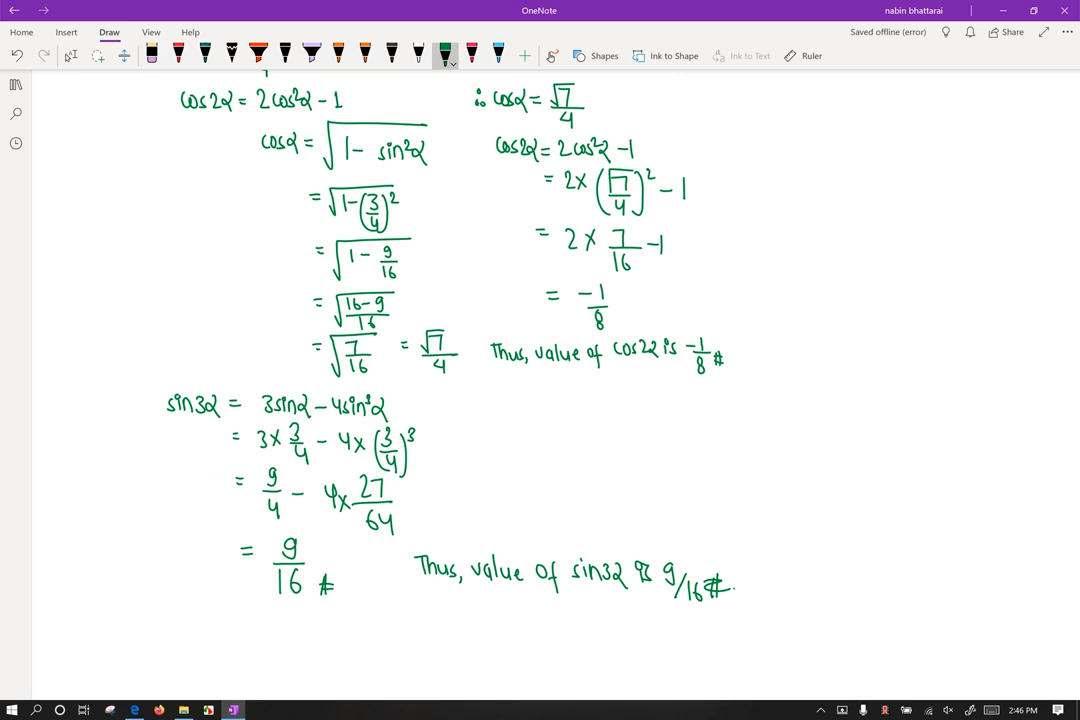 OneNote
nabin bhattarai
Home Insert Draw View Help
Saved offline (error)
Share
Shapes
Ink to Shape
Ink to Text
Ruler
cos2α = 2cos²α - 1
cosα = √(1 - sin²α)
= √(1-(3/4)²)
= √(1 - 9/16)
= √((16-9)/16)
= √(7/16) = √7/4
∴ cosα = √7/4
cos2α = 2cos²α - 1
= 2× (√7/4)² - 1
= 2 × 7/16 - 1
= -1/8
Thus, value of cos2α is -1/8 #
sin3α = 3sinα - 4sin³α
= 3 × 3/4 - 4 × (3/4)³
= 9/4 - 4 × 27/64
= 9/16 #
Thus, value of sin3α is 9/16 #.
2:46 PM